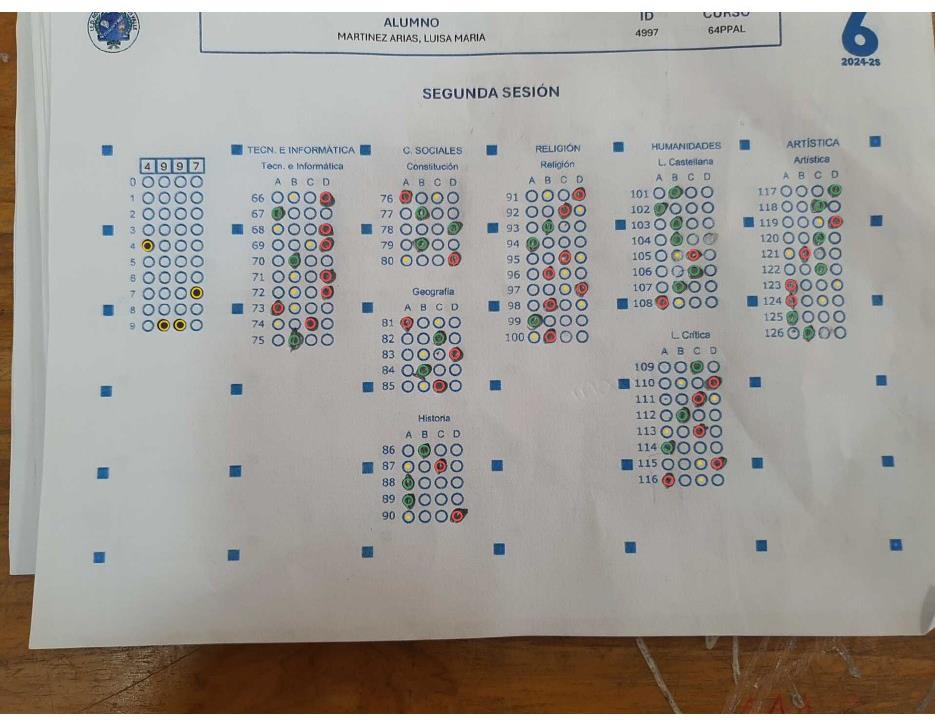 ALUMNO
MARTINEZ ARIAS, LUISA MARIA
ID
4997
CURSO
64PPAL
6
2024-25
SEGUNDA SESIÓN
4 9 9 7
0
1
2
3
4
5
6
7
8
9
TECN. E INFORMÁTICA
Tecn. e Informática
A B C D
66
67
68
69
70
71
72
73
74
75
C. SOCIALES
Constitución
A B C D
76
77
78
79
80
Geografía
A B C D
81
82
83
84
85
Historia
A B C D
86
87
88
89
90
RELIGIÓN
Religión
A B C D
91
92
93
94
95
96
97
98
99
100
HUMANIDADES
L. Castellana
A B C D
101
102
103
104
105
106
107
108
L. Crítica
A B C D
109
110
111
112
113
114
115
116
ARTÍSTICA
Artística
A B C D
117
118
119
120
121
122
123
124
125
126